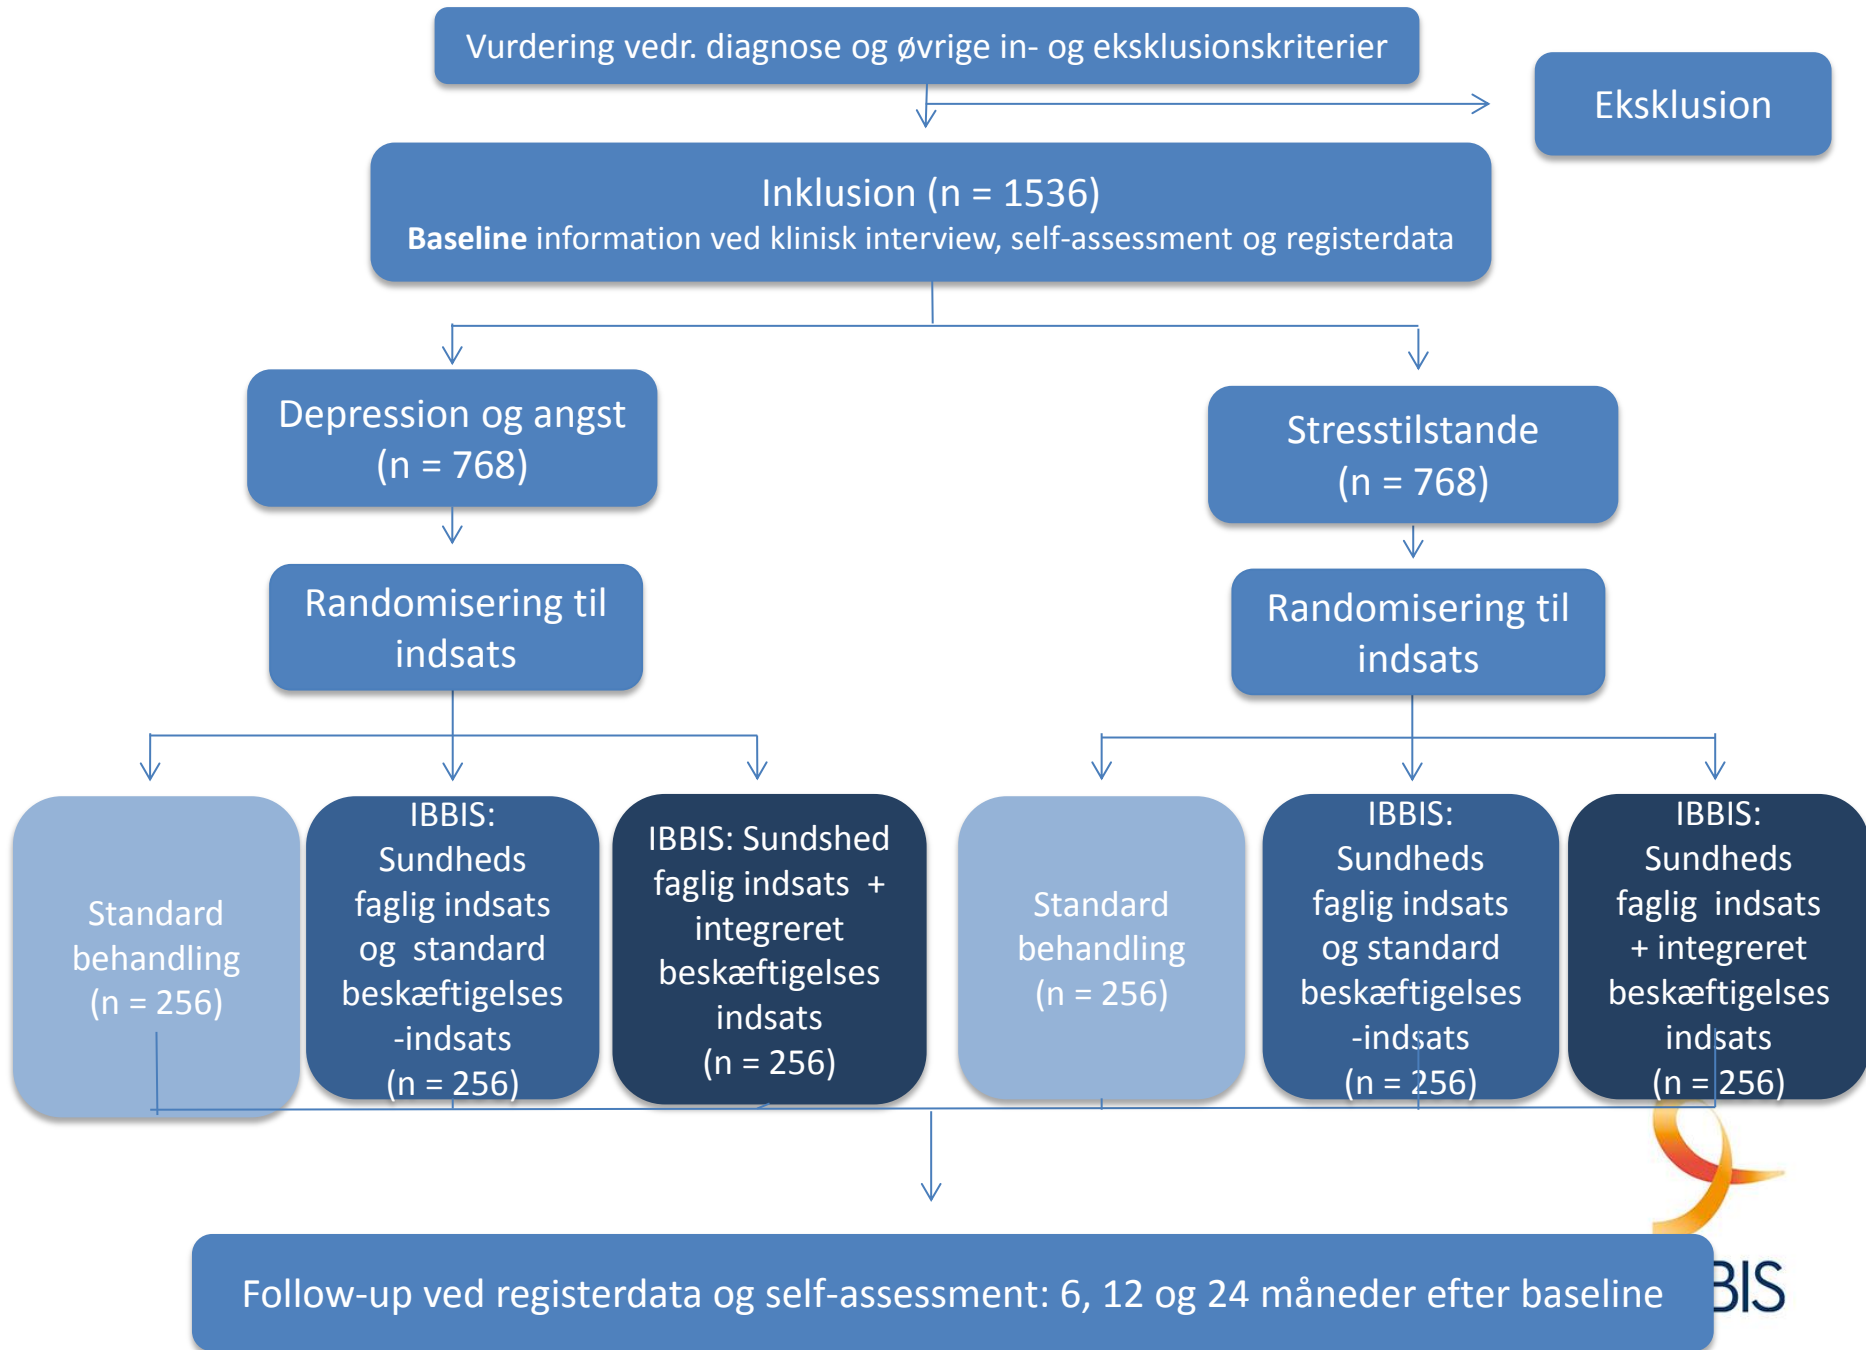 Vurdering vedr. diagnose og øvrige in- og eksklusionskriterier
Eksklusion
Inklusion (n = 1536)
Baseline information ved klinisk interview, self-assessment og registerdata
Depression og angst
(n = 768)
Stresstilstande
(n = 768)
Randomisering til
indsats
Randomisering til
indsats
Standard
behandling
(n = 256)
IBBIS:
Sundheds
faglig indsats
og standard
beskæftigelses
-indsats
(n = 256)
IBBIS: Sundshed
faglig indsats +
integreret
beskæftigelses
indsats
(n = 256)
Standard
behandling
(n = 256)
IBBIS:
Sundheds
faglig indsats
og standard
beskæftigelses
-indsats
(n = 256)
IBBIS:
Sundheds
faglig indsats
+ integreret
beskæftigelses
indsats
(n = 256)
Follow-up ved registerdata og self-assessment: 6, 12 og 24 måneder efter baseline
BIS